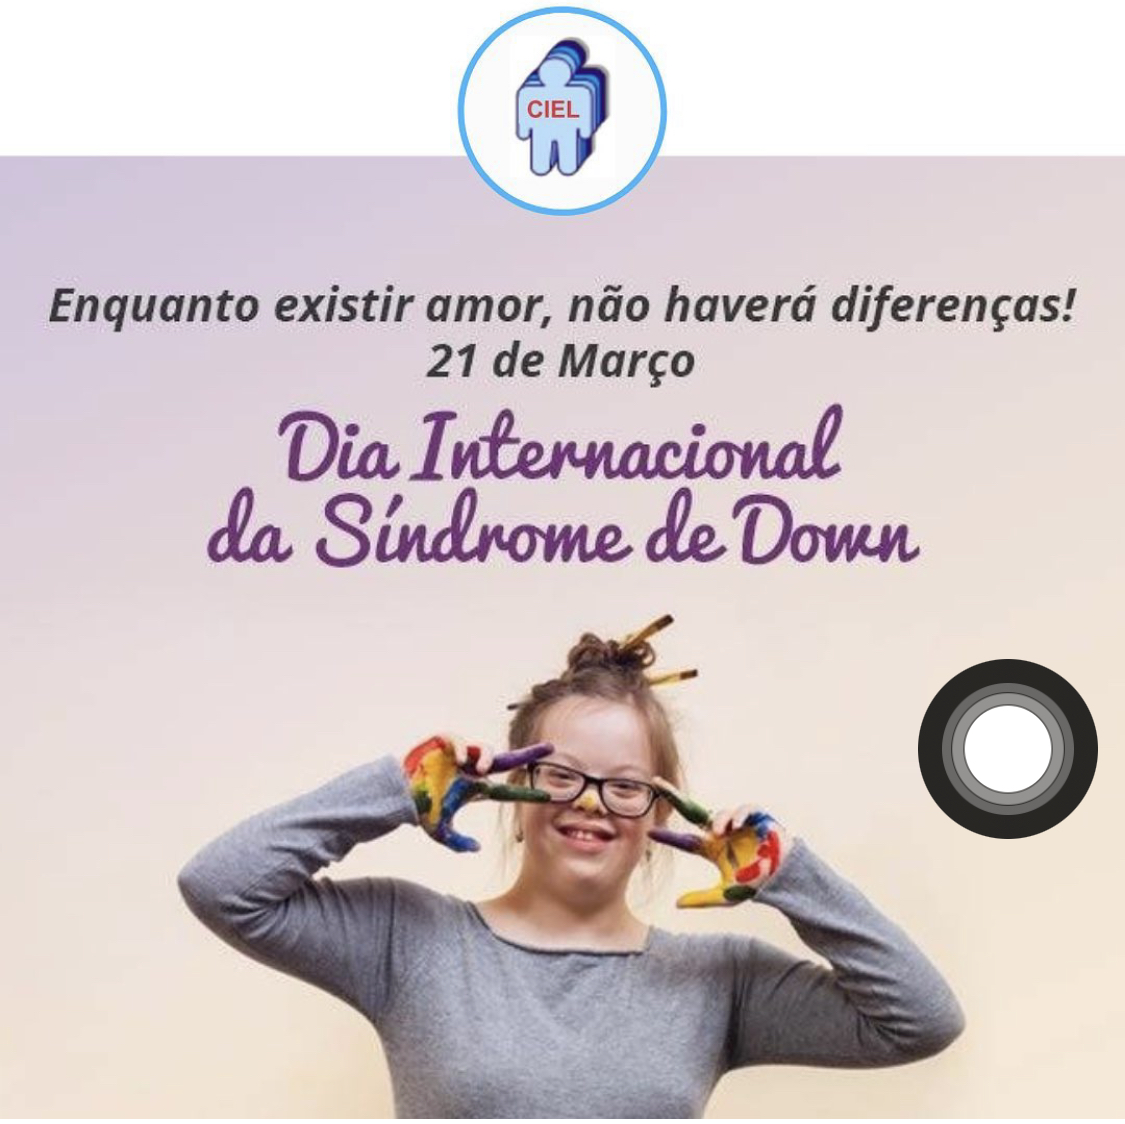 CIEL
Enquanto existir amor, não haverá diferenças!
21 de Março
Dia Internacional
da Síndrome de Down